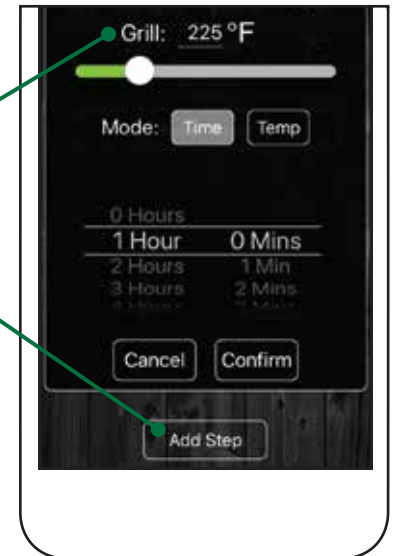 Grill: 225 °F
Mode: Time Temp
0 Hours
1 Hour 0 Mins
2 Hours 1 Min
3 Hours 2 Mins
Cancel Confirm
Add Step